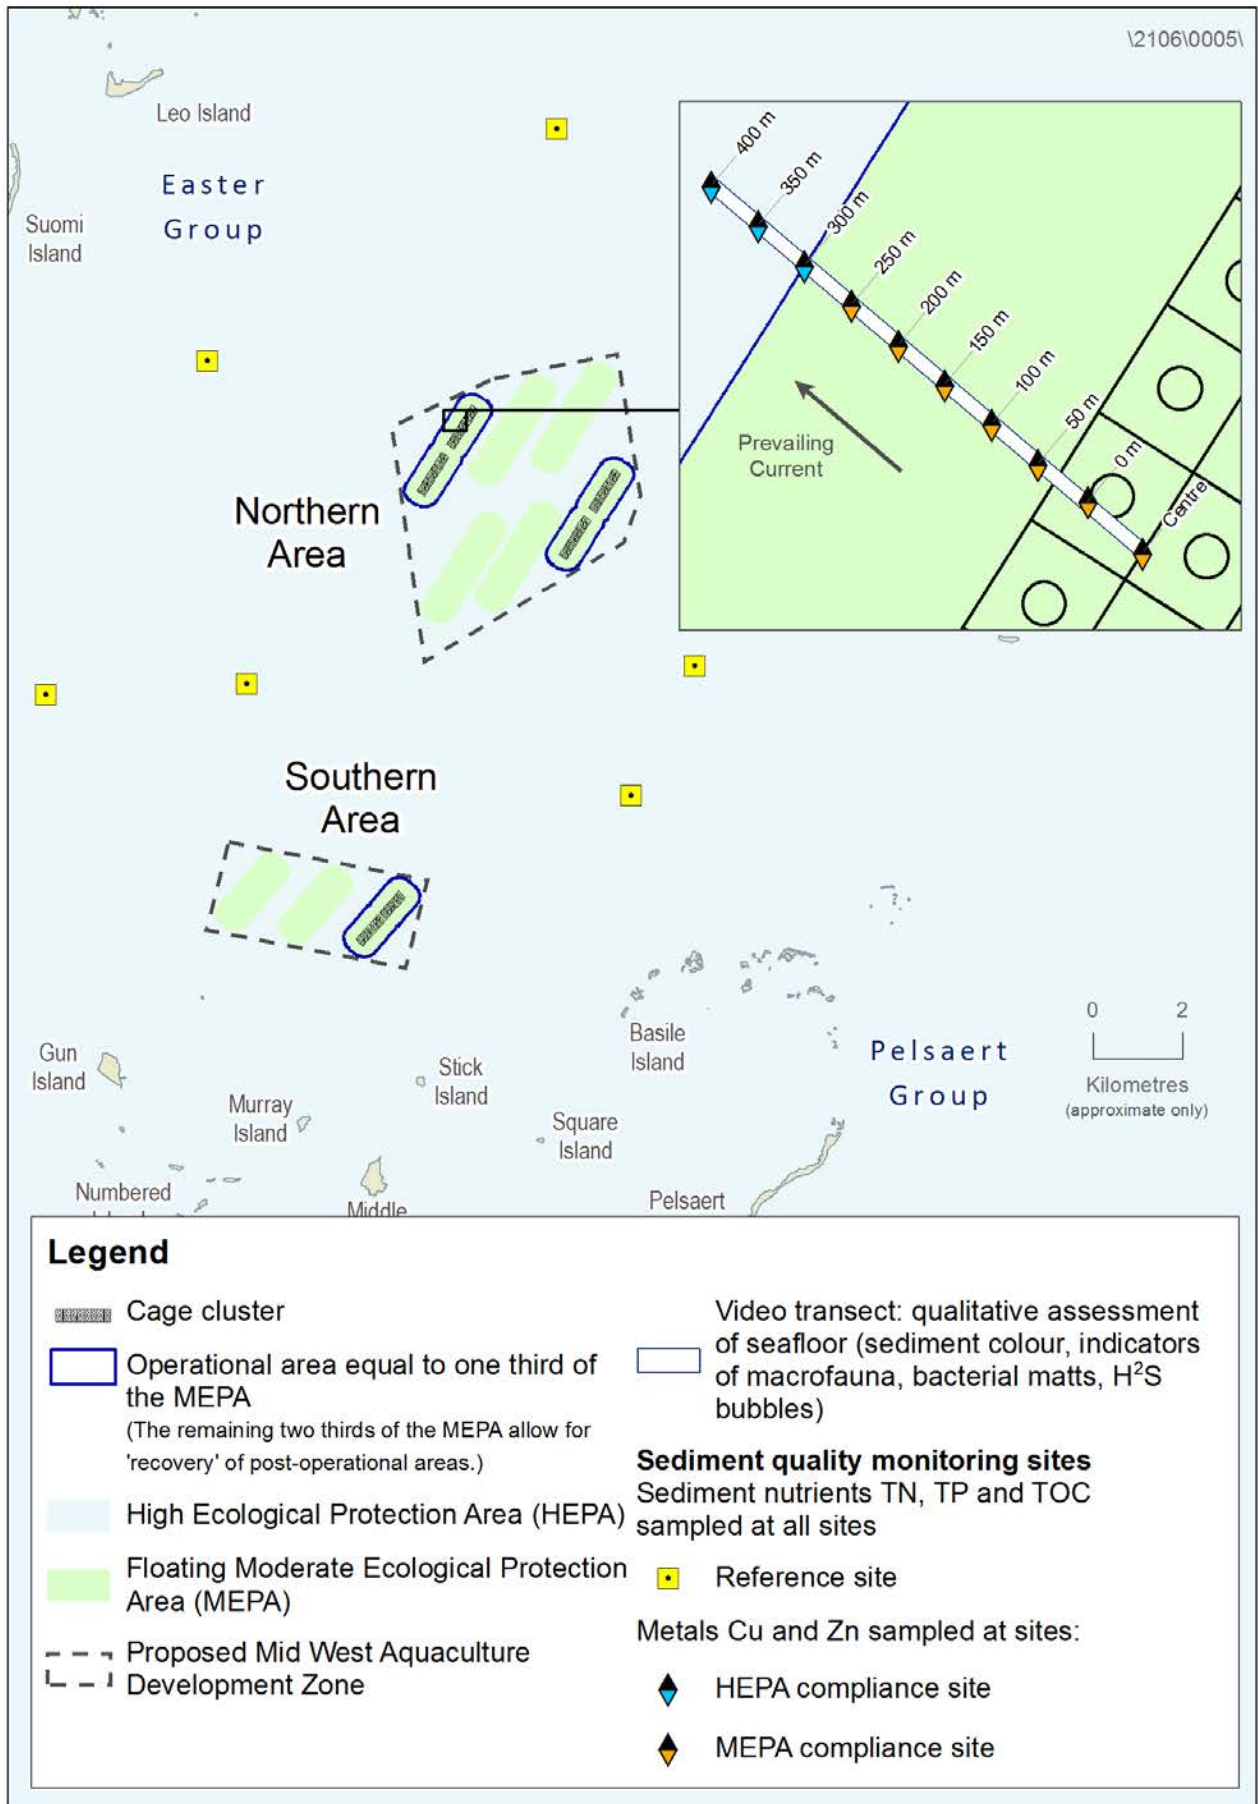 \2106\0005\
Leo Island
Easter
Group
Suomi
Island
400 m
350 m
300 m
250 m
200 m
150 m
100 m
50 m
0 m
Centre
Prevailing
Current
Northern
Area
Southern
Area
Basile
Island
Pelsaert
Group
0 2
Kilometres
(approximate only)
Gun
Island
Stick
Island
Murray
Island
Square
Island
Numbered
Middle
Pelsaert
Legend
Cage cluster
Operational area equal to one third of
the MEPA
(The remaining two thirds of the MEPA allow for
'recovery' of post-operational areas.)
High Ecological Protection Area (HEPA)
Floating Moderate Ecological Protection
Area (MEPA)
Proposed Mid West Aquaculture
Development Zone
Video transect: qualitative assessment
of seafloor (sediment colour, indicators
of macrofauna, bacterial matts, H²S
bubbles)
Sediment quality monitoring sites
Sediment nutrients TN, TP and TOC
sampled at all sites
Reference site
Metals Cu and Zn sampled at sites:
HEPA compliance site
MEPA compliance site